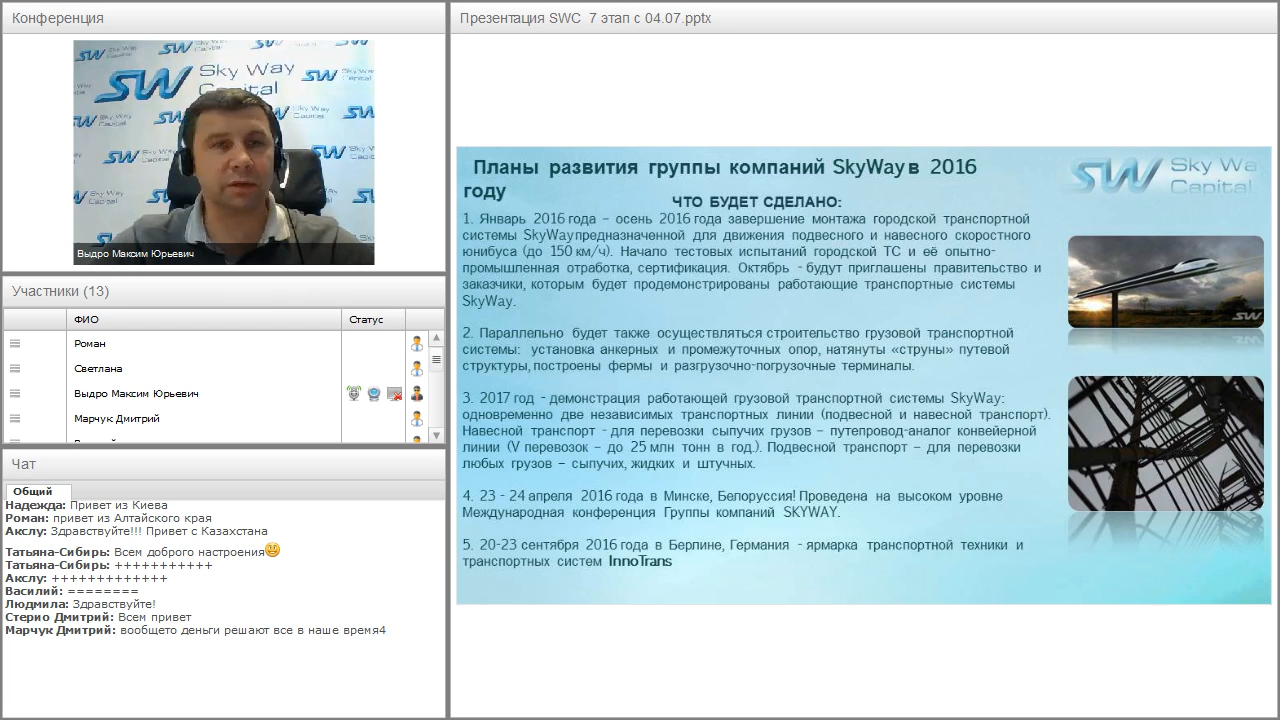 Конференция
SW Sky Way Capital
Выдро Максим Юрьевич
Участники (13)
ФИО Статус
Роман
Светлана
Выдро Максим Юрьевич
Марчук Дмитрий
Чат
Общий
Надежда: Привет из Киева
Роман: привет из Алтайского края
Акслу: Здравствуйте!!! Привет с Казахстана
Татьяна-Сибирь: Всем доброго настроения
Татьяна-Сибирь: +++++++++++
Акслу: +++++++++++++
Василий: ========
Людмила: Здравствуйте!
Стерио Дмитрий: Всем привет
Марчук Дмитрий: вообщето деньги решают все в наше время4
Презентация SWC 7 этап с 04.07.pptx
Планы развития группы компаний SkyWay в 2016
году
ЧТО БУДЕТ СДЕЛАНО:
1. Январь 2016 года – осень 2016 года завершение монтажа городской транспортной
системы SkyWay предназначенной для движения подвесного и навесного скоростного
юнибуса (до 150 км/ч). Начало тестовых испытаний городской ТС и её опытно-
промышленная отработка, сертификация. Октябрь - будут приглашены правительство и
заказчики, которым будет продемонстрированы работающие транспортные системы
SkyWay.
2. Параллельно будет также осуществляться строительство грузовой транспортной
системы: установка анкерных и промежуточных опор, натянуты «струны» путевой
структуры, построены фермы и разгрузочно-погрузочные терминалы.
3. 2017 год - демонстрация работающей грузовой транспортной системы SkyWay:
одновременно две независимых транспортных линии (подвесной и навесной транспорт).
Навесной транспорт - для перевозки сыпучих грузов – путепровод-аналог конвейерной
линии (V перевозок – до 25 млн тонн в год.). Подвесной транспорт – для перевозки
любых грузов – сыпучих, жидких и штучных.
4. 23 - 24 апреля 2016 года в Минске, Белоруссия! Проведена на высоком уровне
Международная конференция Группы компаний SKYWAY.
5. 20-23 сентября 2016 года в Берлине, Германия - ярмарка транспортной техники и
транспортных систем InnoTrans
SW Sky Wa
Capital
SW